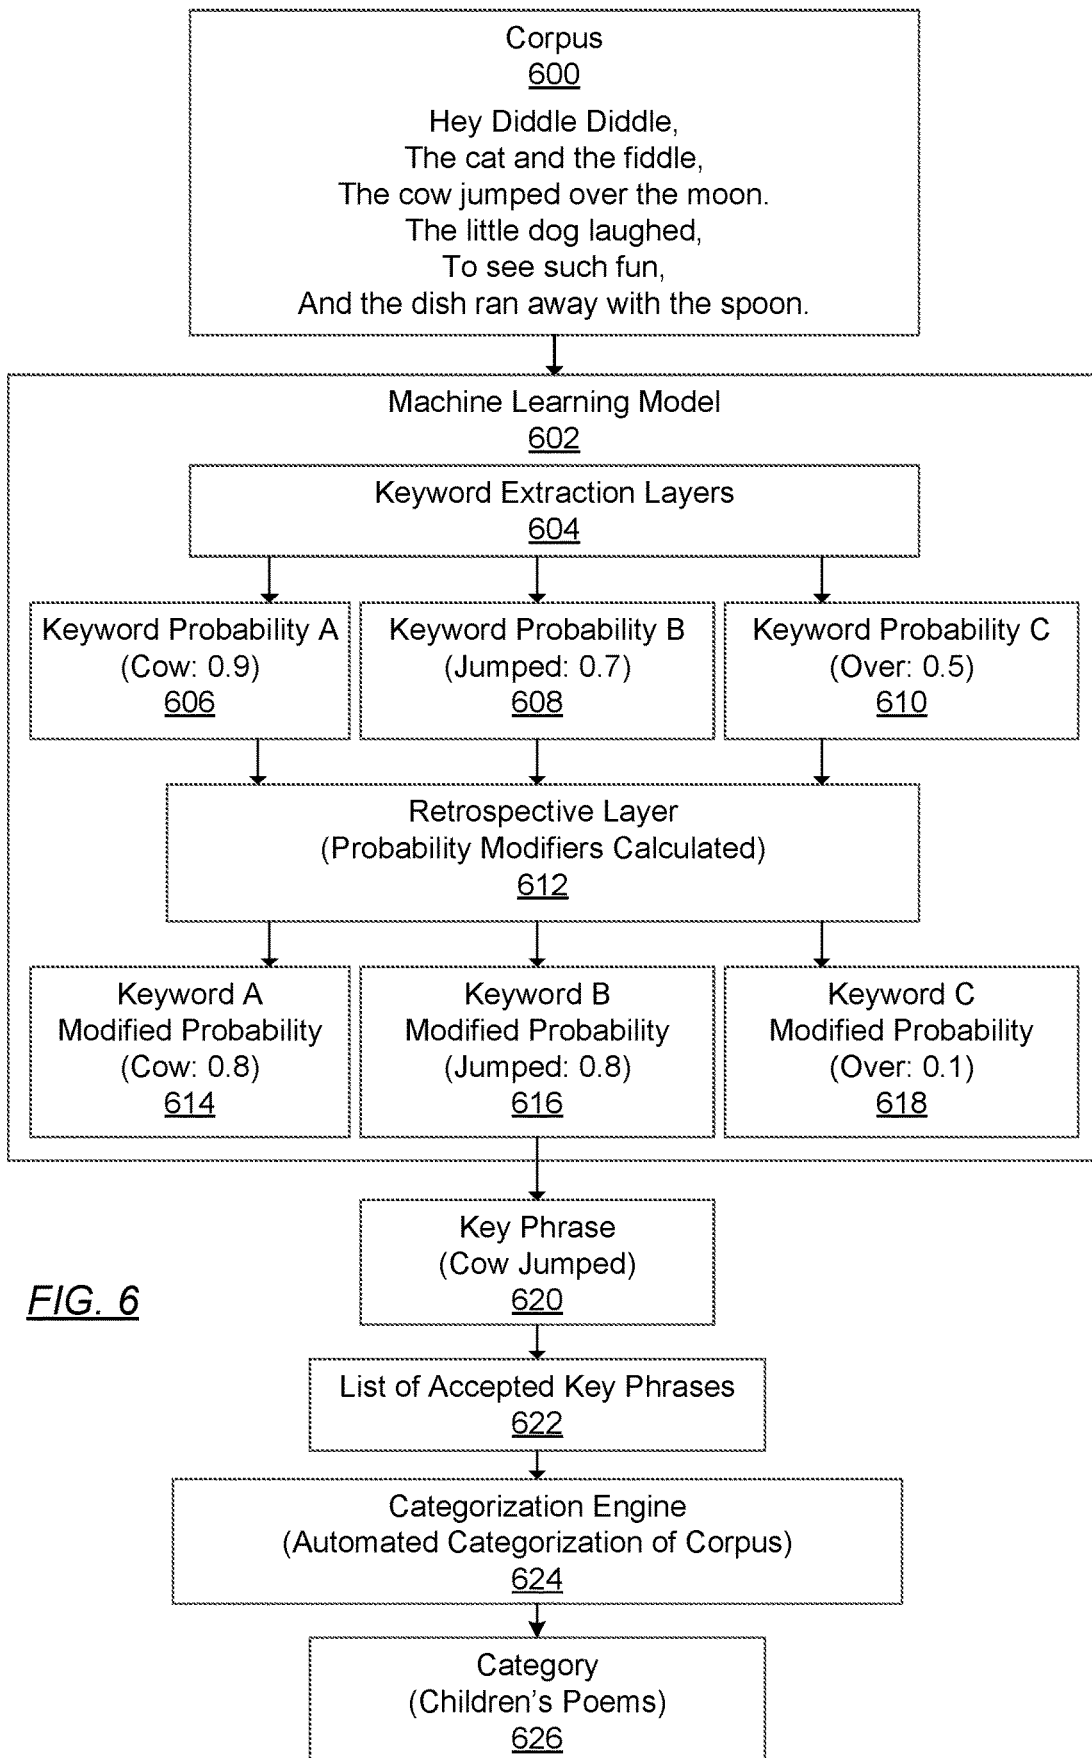 Corpus
600
Hey Diddle Diddle,
The cat and the fiddle,
The cow jumped over the moon.
The little dog laughed,
To see such fun,
And the dish ran away with the spoon.
Machine Learning Model
602
Keyword Extraction Layers
604
Keyword Probability A
(Cow: 0.9)
606
Keyword Probability B
(Jumped: 0.7)
608
Keyword Probability C
(Over: 0.5)
610
Retrospective Layer
(Probability Modifiers Calculated)
612
Keyword A
Modified Probability
(Cow: 0.8)
614
Keyword B
Modified Probability
(Jumped: 0.8)
616
Keyword C
Modified Probability
(Over: 0.1)
618
Key Phrase
(Cow Jumped)
620
FIG. 6
List of Accepted Key Phrases
622
Categorization Engine
(Automated Categorization of Corpus)
624
Category
(Children's Poems)
626